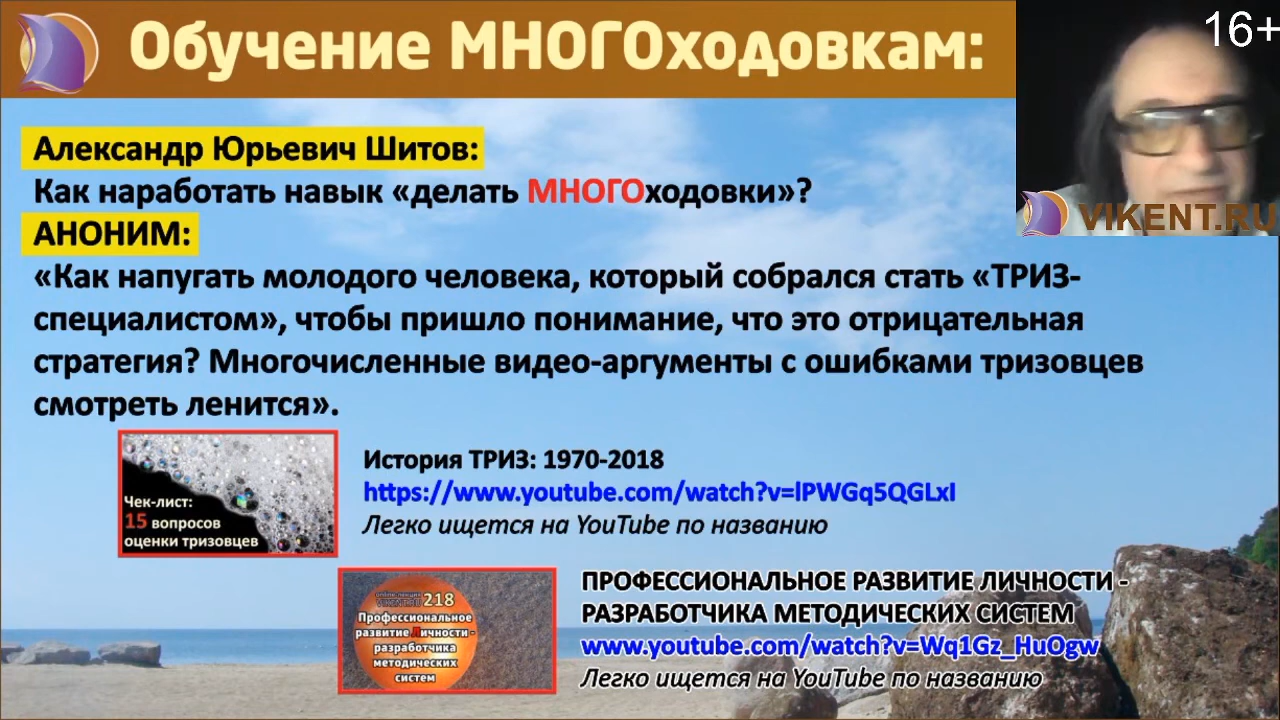 Обучение МНОГОходовкам:
16+
VIKENT.RU
Александр Юрьевич Шитов:
Как наработать навык «делать МНОГОходовки»?
АНОНИМ:
«Как напугать молодого человека, который собрался стать «ТРИЗ-
специалистом», чтобы пришло понимание, что это отрицательная
стратегия? Многочисленные видео-аргументы с ошибками тризовцев
смотреть ленится».
Чек-лист:
15 вопросов
оценки тризовцев
История ТРИЗ: 1970-2018
https://www.youtube.com/watch?v=lPWGq5QGLxI
Легко ищется на YouTube по названию
online-лекция
VIKENT.RU 218
Профессиональное
развитие Личности -
разработчика
методических
систем
ПРОФЕССИОНАЛЬНОЕ РАЗВИТИЕ ЛИЧНОСТИ -
РАЗРАБОТЧИКА МЕТОДИЧЕСКИХ СИСТЕМ
www.youtube.com/watch?v=Wq1Gz_HuOgw
Легко ищется на YouTube по названию